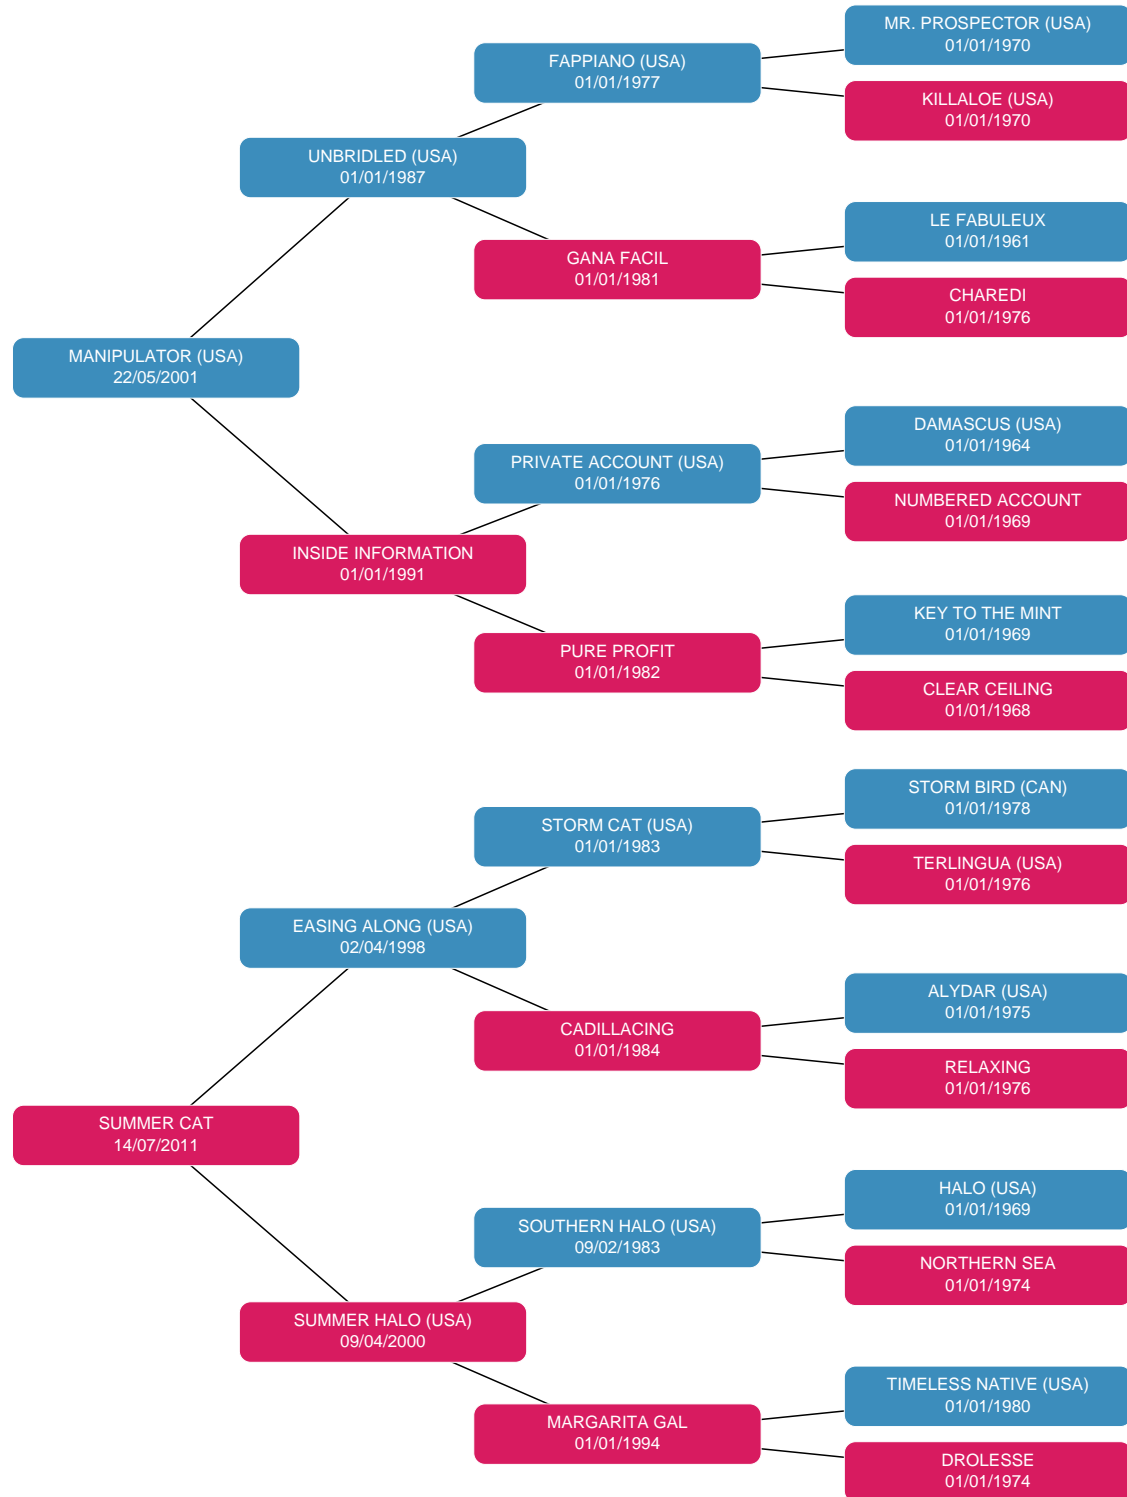 MR. PROSPECTOR (USA)
01/01/1970
FAPPIANO (USA)
01/01/1977
KILLALOE (USA)
01/01/1970
UNBRIDLED (USA)
01/01/1987
LE FABULEUX
01/01/1961
GANA FACIL
01/01/1981
CHAREDI
01/01/1976
MANIPULATOR (USA)
22/05/2001
DAMASCUS (USA)
01/01/1964
PRIVATE ACCOUNT (USA)
01/01/1976
NUMBERED ACCOUNT
01/01/1969
INSIDE INFORMATION
01/01/1991
KEY TO THE MINT
01/01/1969
PURE PROFIT
01/01/1982
CLEAR CEILING
01/01/1968
STORM BIRD (CAN)
01/01/1978
STORM CAT (USA)
01/01/1983
TERLINGUA (USA)
01/01/1976
EASING ALONG (USA)
02/04/1998
ALYDAR (USA)
01/01/1975
CADILLACING
01/01/1984
RELAXING
01/01/1976
SUMMER CAT
14/07/2011
HALO (USA)
01/01/1969
SOUTHERN HALO (USA)
09/02/1983
NORTHERN SEA
01/01/1974
SUMMER HALO (USA)
09/04/2000
TIMELESS NATIVE (USA)
01/01/1980
MARGARITA GAL
01/01/1994
DROLESSE
01/01/1974